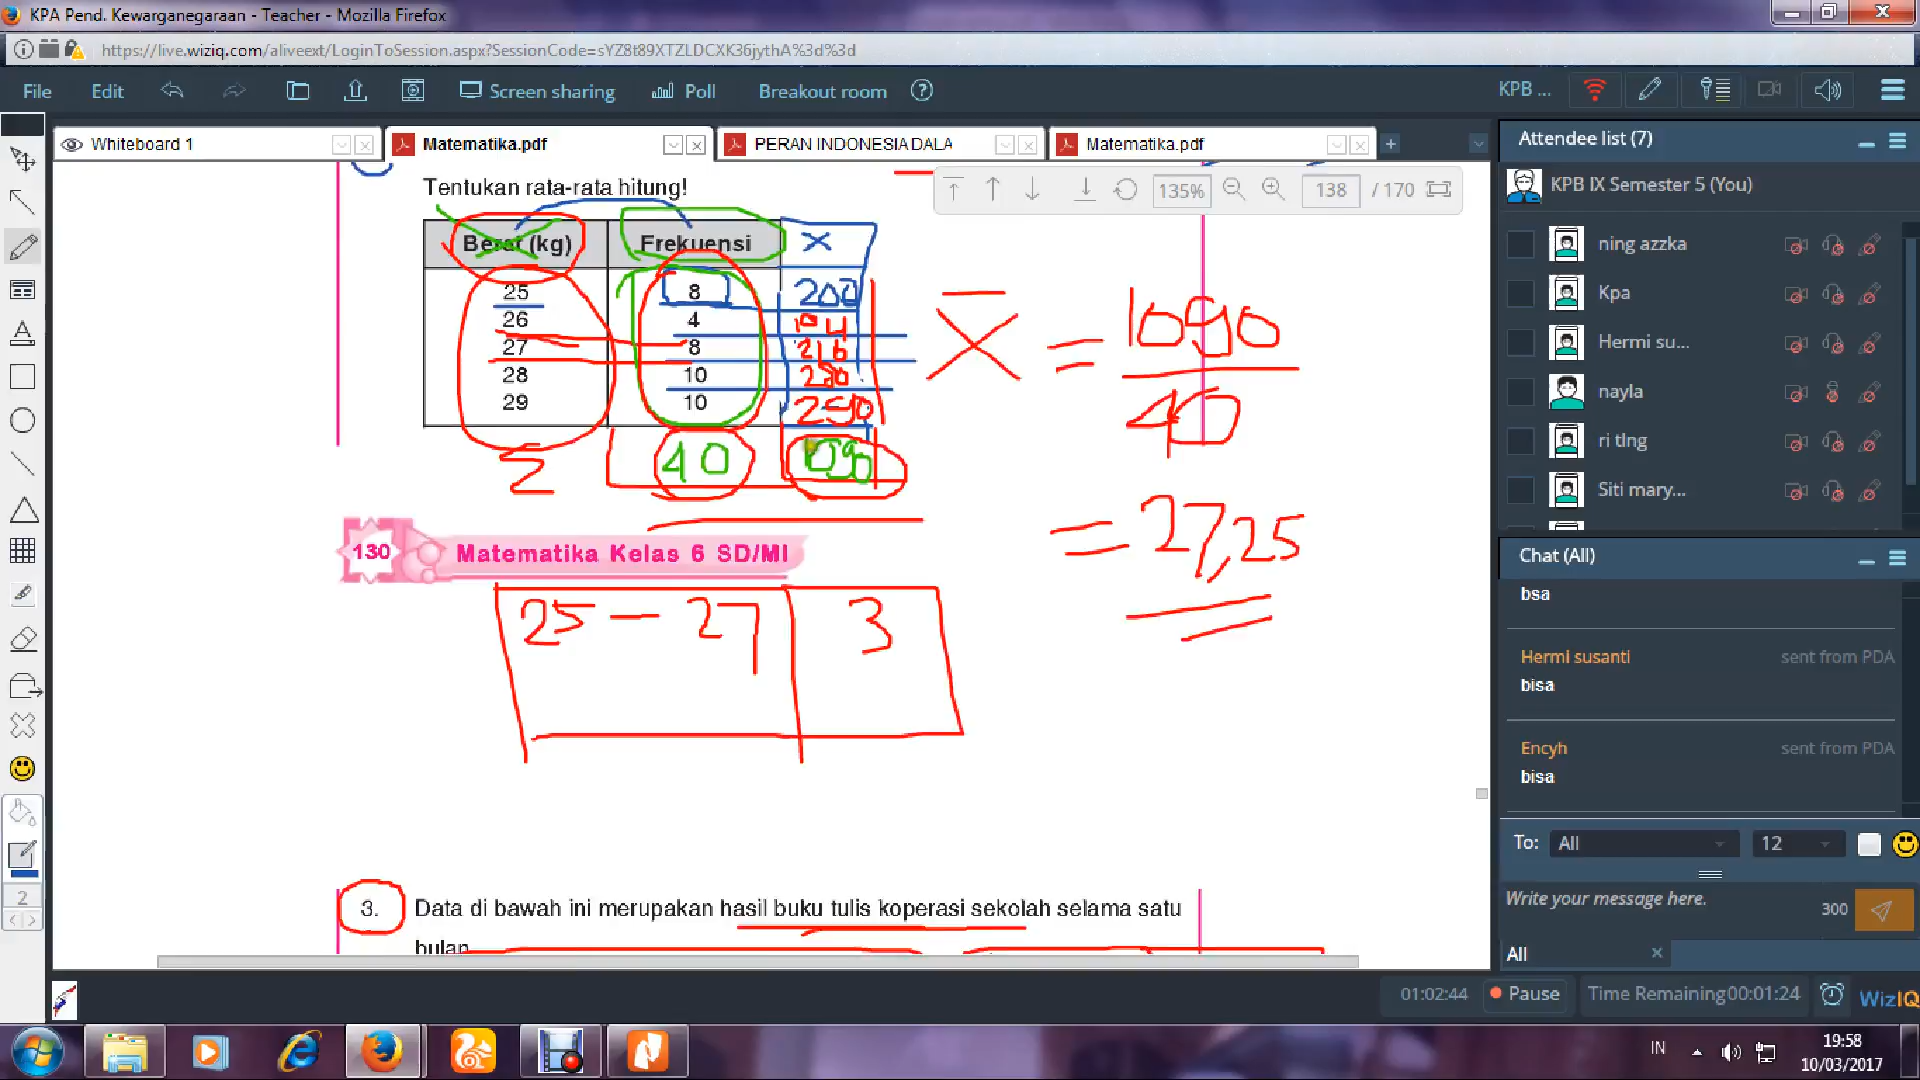 KPA Pend. Kewarganegaraan - Teacher - Mozilla Firefox
https://live.wiziq.com/aliveext/LoginToSession.aspx?SessionCode=sYZ8t89XTZLDCXK36jythA%3d%3d
File Edit Screen sharing Poll Breakout room KPB ...
Whiteboard 1 Matematika.pdf PERAN INDONESIA DALA Matematika.pdf
135% 138 / 170
Tentukan rata-rata hitung!
Berat (kg) Frekuensi X
25 8 200
26 4 104
27 8 216
28 10 280
29 10 290
Σ 40 1090
X = 1090
40
= 27,25
130 Matematika Kelas 6 SD/MI
25 – 27 3
3. Data di bawah ini merupakan hasil buku tulis koperasi sekolah selama satu
bulan
Attendee list (7)
KPB IX Semester 5 (You)
ning azzka
Kpa
Hermi su...
nayla
ri tlng
Siti mary...
Chat (All)
bsa
Hermi susanti sent from PDA
bisa
Encyh sent from PDA
bisa
To: All 12
Write your message here. 300
All
2
01:02:44 Pause Time Remaining00:01:24 WizIQ
IN 19:58
10/03/2017